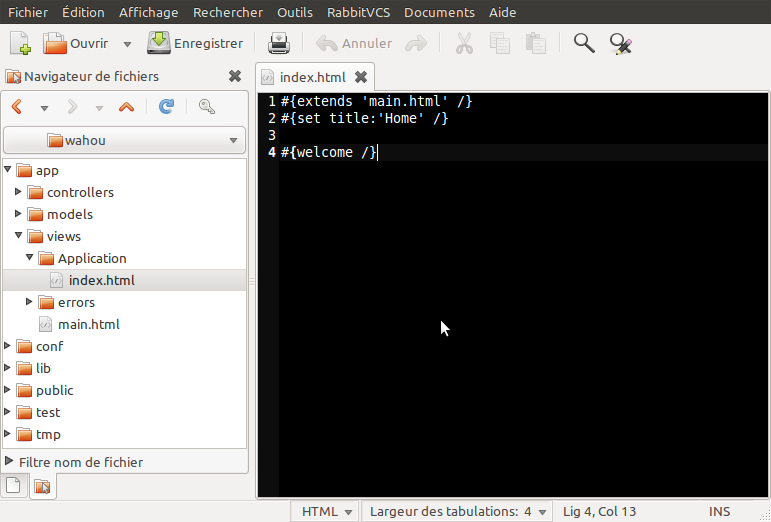 Fichier Édition Affichage Rechercher Outils RabbitVCS Documents Aide
Ouvrir Enregistrer Annuler
Navigateur de fichiers
index.html
wahou
app
controllers
models
views
Application
index.html
errors
main.html
conf
lib
public
test
tmp
Filtre nom de fichier
1 #{extends 'main.html' /}
2 #{set title:'Home' /}
3
4 #{welcome /}
HTML Largeur des tabulations: 4 Lig 4, Col 13 INS